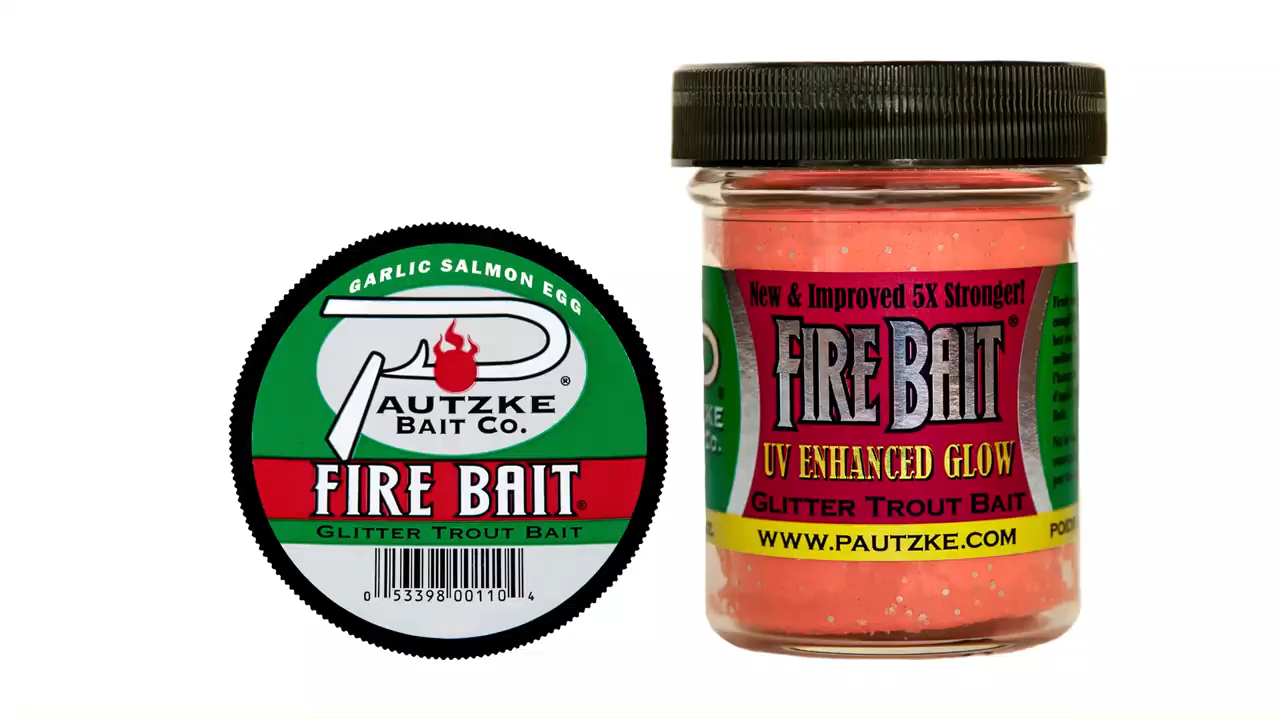 GARLIC SALMON EGG
PAUTZKE ®
BAIT CO.
FIRE BAIT®
GLITTER TROUT BAIT
0 53398 00110 4
New & Improved 5X Stronger!
FIRE BAIT®
UV ENHANCED GLOW
GLITTER TROUT BAIT
WWW.PAUTZKE.COM